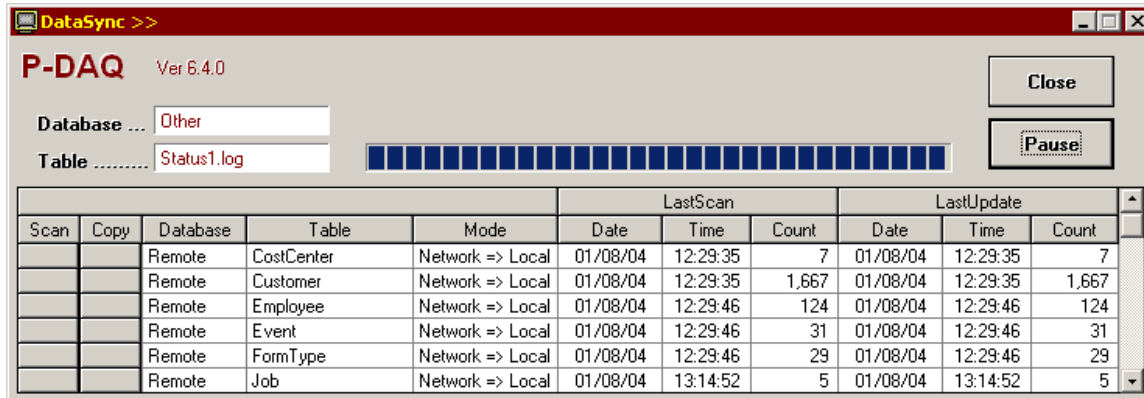 DataSync >>
P-DAQ Ver 6.4.0
Close
Database ... Other
Pause
Table ......... Status1.log
LastScan LastUpdate
Scan Copy Database Table Mode Date Time Count Date Time Count
Remote CostCenter Network => Local 01/08/04 12:29:35 7 01/08/04 12:29:35 7
Remote Customer Network => Local 01/08/04 12:29:35 1,667 01/08/04 12:29:35 1,667
Remote Employee Network => Local 01/08/04 12:29:46 124 01/08/04 12:29:46 124
Remote Event Network => Local 01/08/04 12:29:46 31 01/08/04 12:29:46 31
Remote FormType Network => Local 01/08/04 12:29:46 29 01/08/04 12:29:46 29
Remote Job Network => Local 01/08/04 13:14:52 5 01/08/04 13:14:52 5